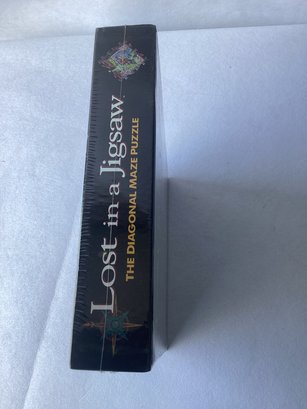 Lost in a Jigsaw
THE DIAGONAL MAZE PUZZLE